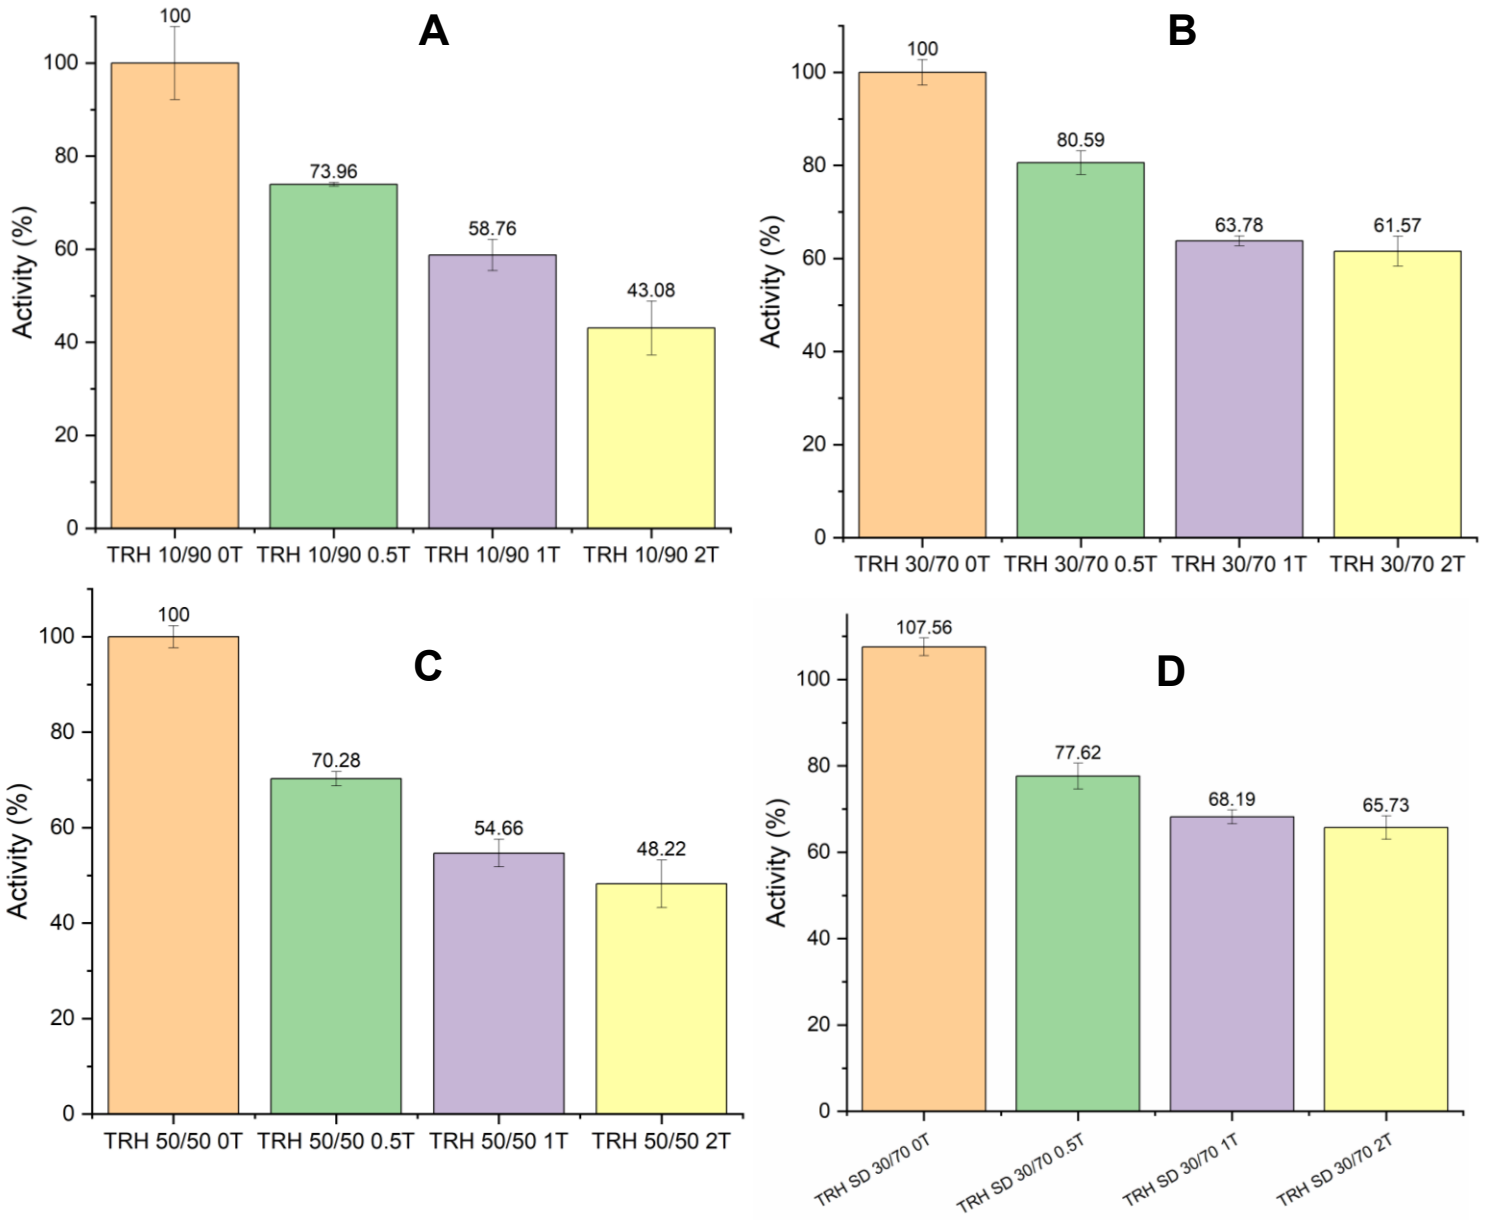 A
Activity (%)
100
80
60
40
20
0
100
73.96
58.76
43.08
TRH 10/90 0T
TRH 10/90 0.5T
TRH 10/90 1T
TRH 10/90 2T
B
Activity (%)
100
80
60
40
20
0
100
80.59
63.78
61.57
TRH 30/70 0T
TRH 30/70 0.5T
TRH 30/70 1T
TRH 30/70 2T
C
Activity (%)
100
80
60
40
20
0
100
70.28
54.66
48.22
TRH 50/50 0T
TRH 50/50 0.5T
TRH 50/50 1T
TRH 50/50 2T
D
Activity (%)
100
80
60
40
20
0
107.56
77.62
68.19
65.73
TRH SD 30/70 0T
TRH SD 30/70 0.5T
TRH SD 30/70 1T
TRH SD 30/70 2T